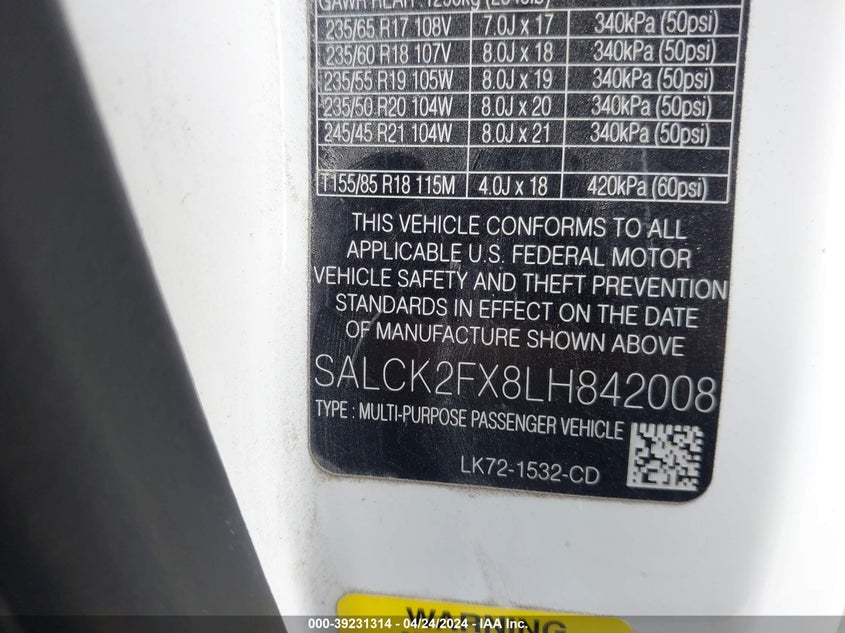 GAWR REAR : 1290kg (2845lb)
235/65 R17 108V 7.0J x 17 340kPa (50psi)
235/60 R18 107V 8.0J x 18 340kPa (50psi)
235/55 R19 105W 8.0J x 19 340kPa (50psi)
235/50 R20 104W 8.0J x 20 340kPa (50psi)
245/45 R21 104W 8.0J x 21 340kPa (50psi)
T155/85 R18 115M 4.0J x 18 420kPa (60psi)
THIS VEHICLE CONFORMS TO ALL
APPLICABLE U.S. FEDERAL MOTOR
VEHICLE SAFETY AND THEFT PREVENTION
STANDARDS IN EFFECT ON THE DATE
OF MANUFACTURE SHOWN ABOVE
SALCK2FX8LH842008
TYPE : MULTI-PURPOSE PASSENGER VEHICLE
LK72-1532-CD
WARNING
000-39231314 / 04/24/2024 / IAA Inc.(c)